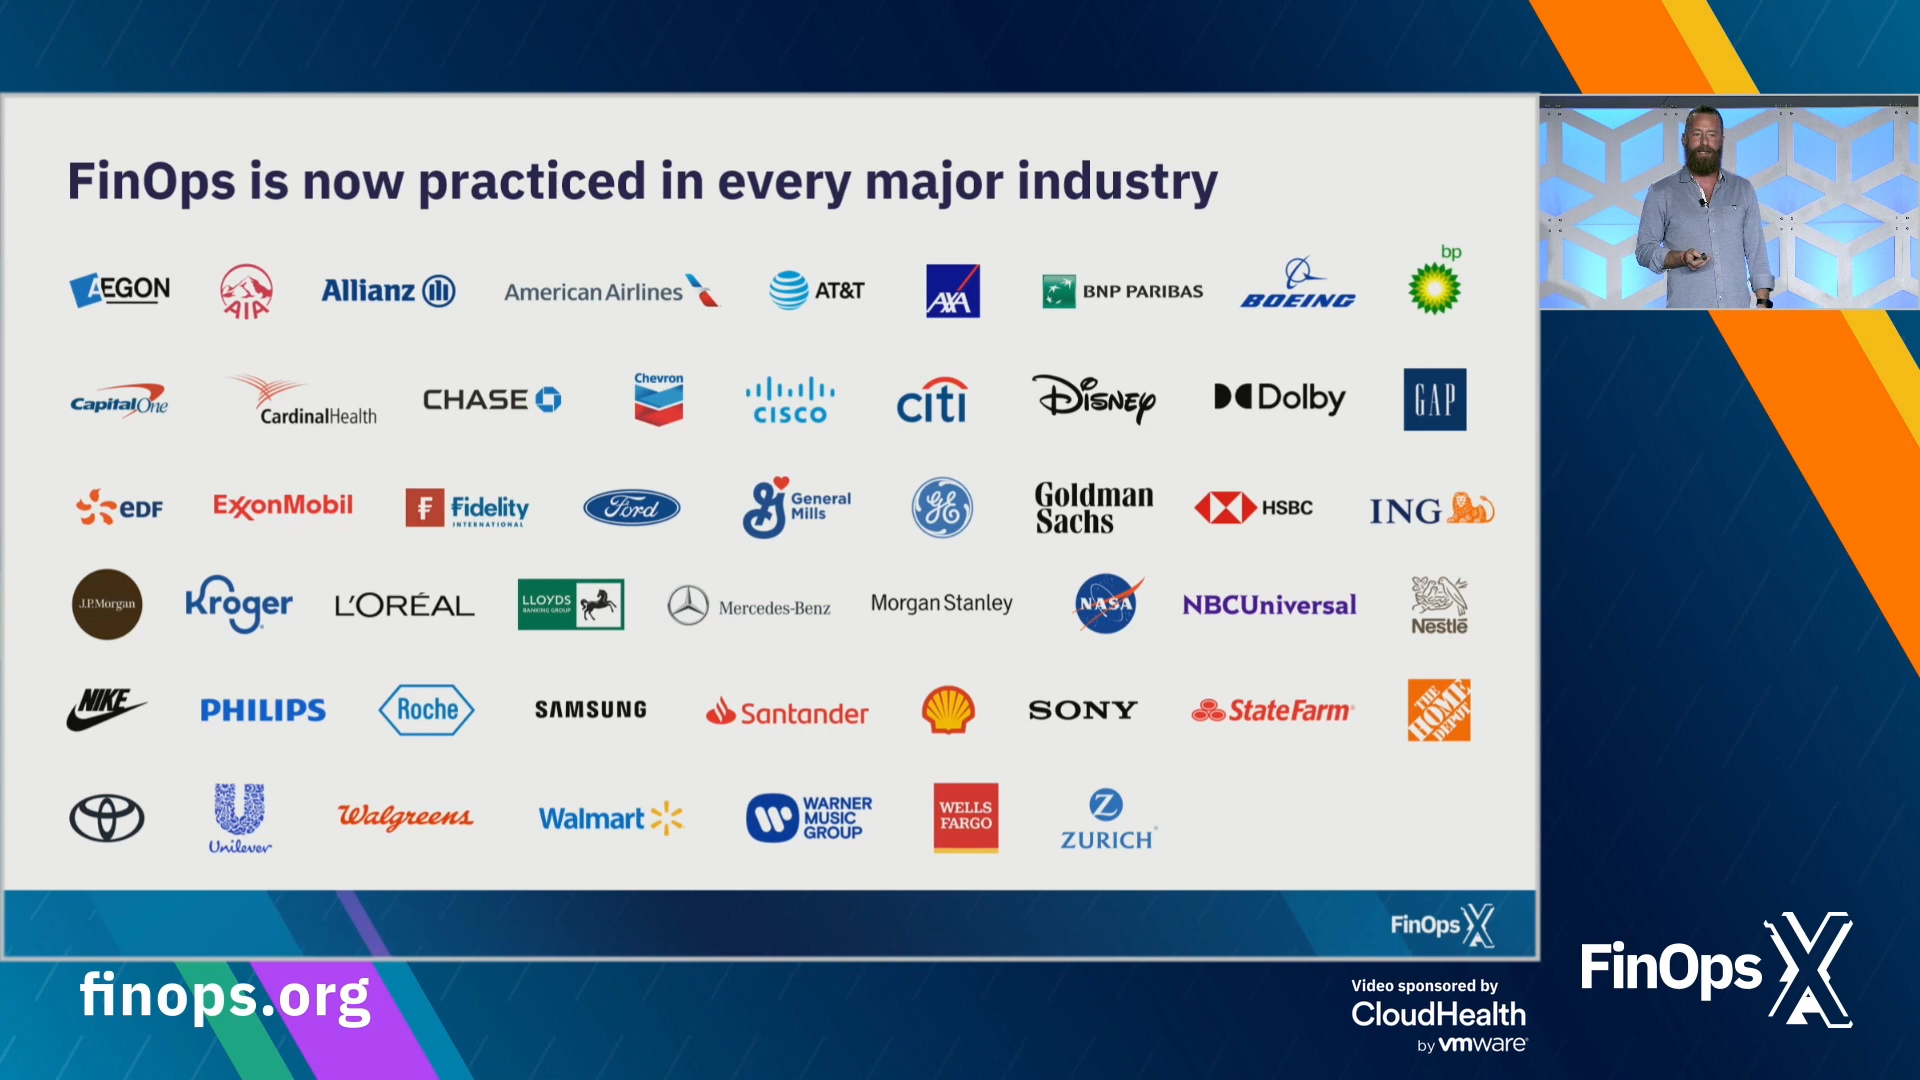 FinOps is now practiced in every major industry
AEGON
AIA
Allianz
American Airlines
AT&T
AXA
BNP PARIBAS
BOEING
bp
Capital One
CardinalHealth
CHASE
Chevron
CISCO
citi
Disney
Dolby
GAP
eDF
ExxonMobil
Fidelity
INTERNATIONAL
Ford
General
Mills
GE
Goldman
Sachs
HSBC
ING
J.P.Morgan
Kroger
L'ORÉAL
LLOYDS
BANKING GROUP
Mercedes-Benz
Morgan Stanley
NASA
NBCUniversal
Nestlé
NIKE
PHILIPS
Roche
SAMSUNG
Santander
SONY
StateFarm
THE
HOME
DEPOT
Unilever
Walgreens
Walmart
WARNER
MUSIC
GROUP
WELLS
FARGO
Z
ZURICH
FinOps X
finops.org
Video sponsored by
CloudHealth
by vmware
FinOps X